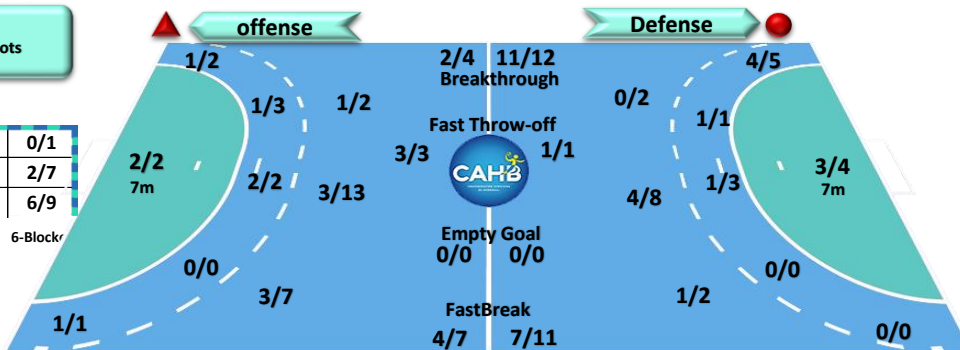 offense
Defense
ots
1/2
2/4 11/12
4/5
Breakthrough
1/3
1/2
0/2
1/1
Fast Throw-off
0/1
3/3
1/1
2/2
7m
CAHB
3/4
7m
2/7
2/2
3/13
4/8
1/3
6/9
6-Block
Empty Goal
0/0 0/0
0/0
0/0
3/7
1/2
FastBreak
1/1
4/7 7/11
0/0